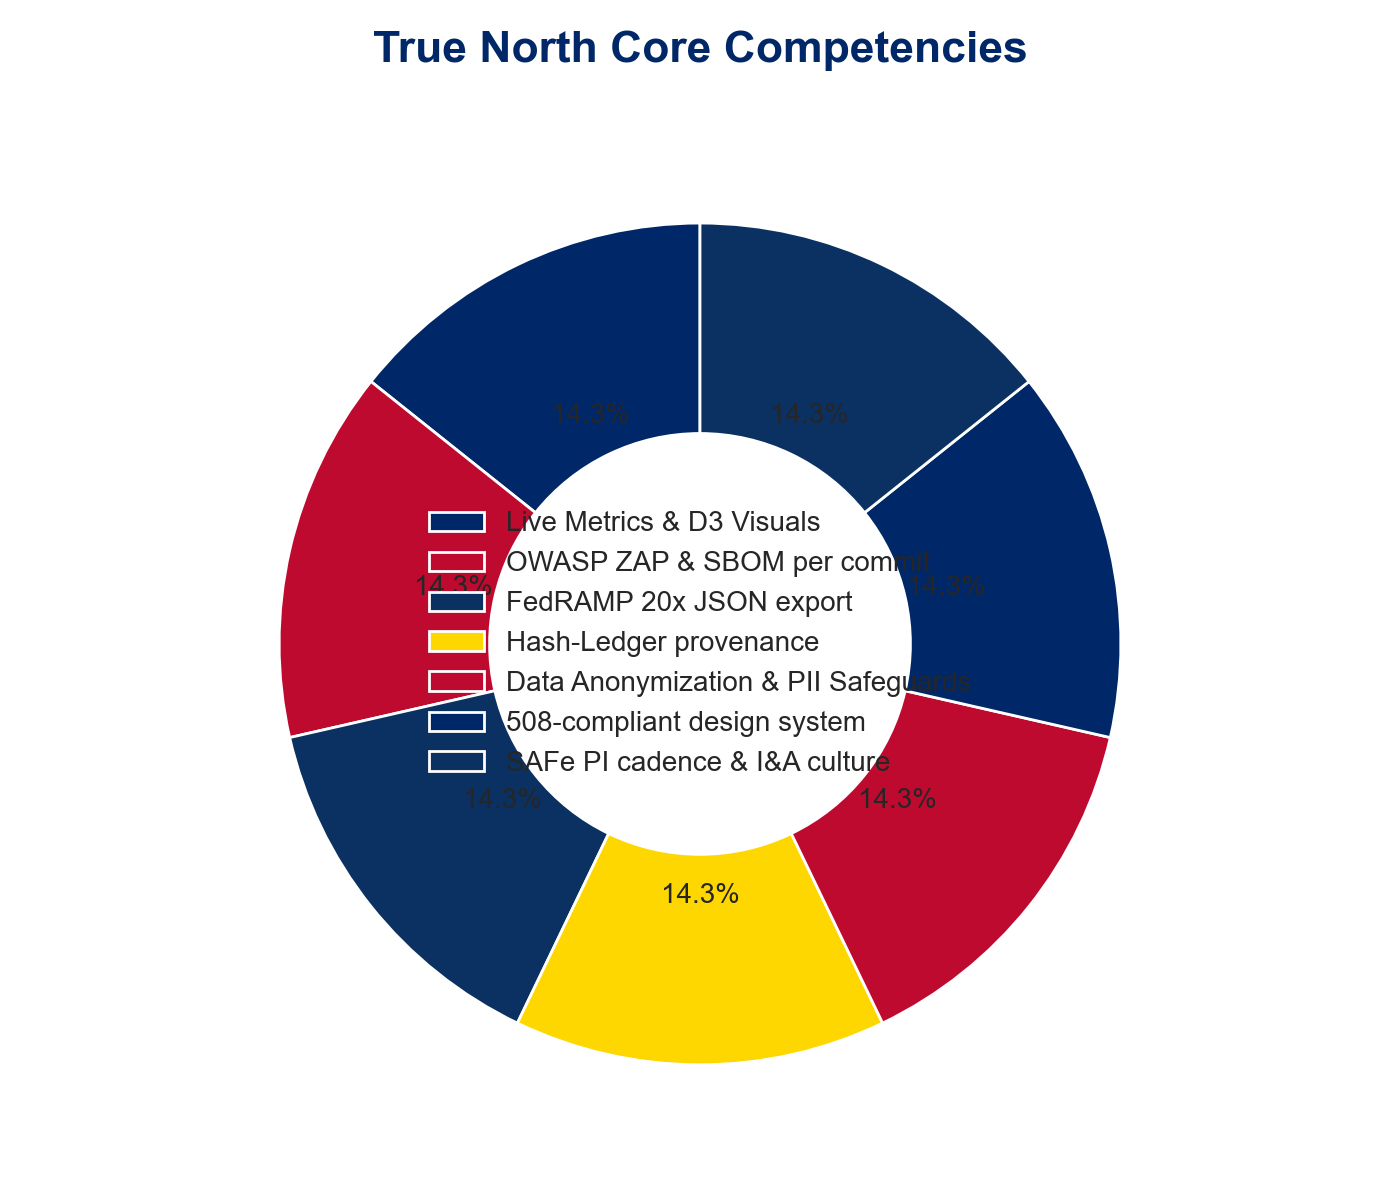 True North Core Competencies
14.3%
14.3%
Live Metrics & D3 Visuals
OWASP ZAP & SBOM per commit
14.3%
14.3%
FedRAMP 20x JSON export
Hash-Ledger provenance
Data Anonymization & PII Safeguards
508-compliant design system
SAFe PI cadence & I&A culture
14.3%
14.3%
14.3%